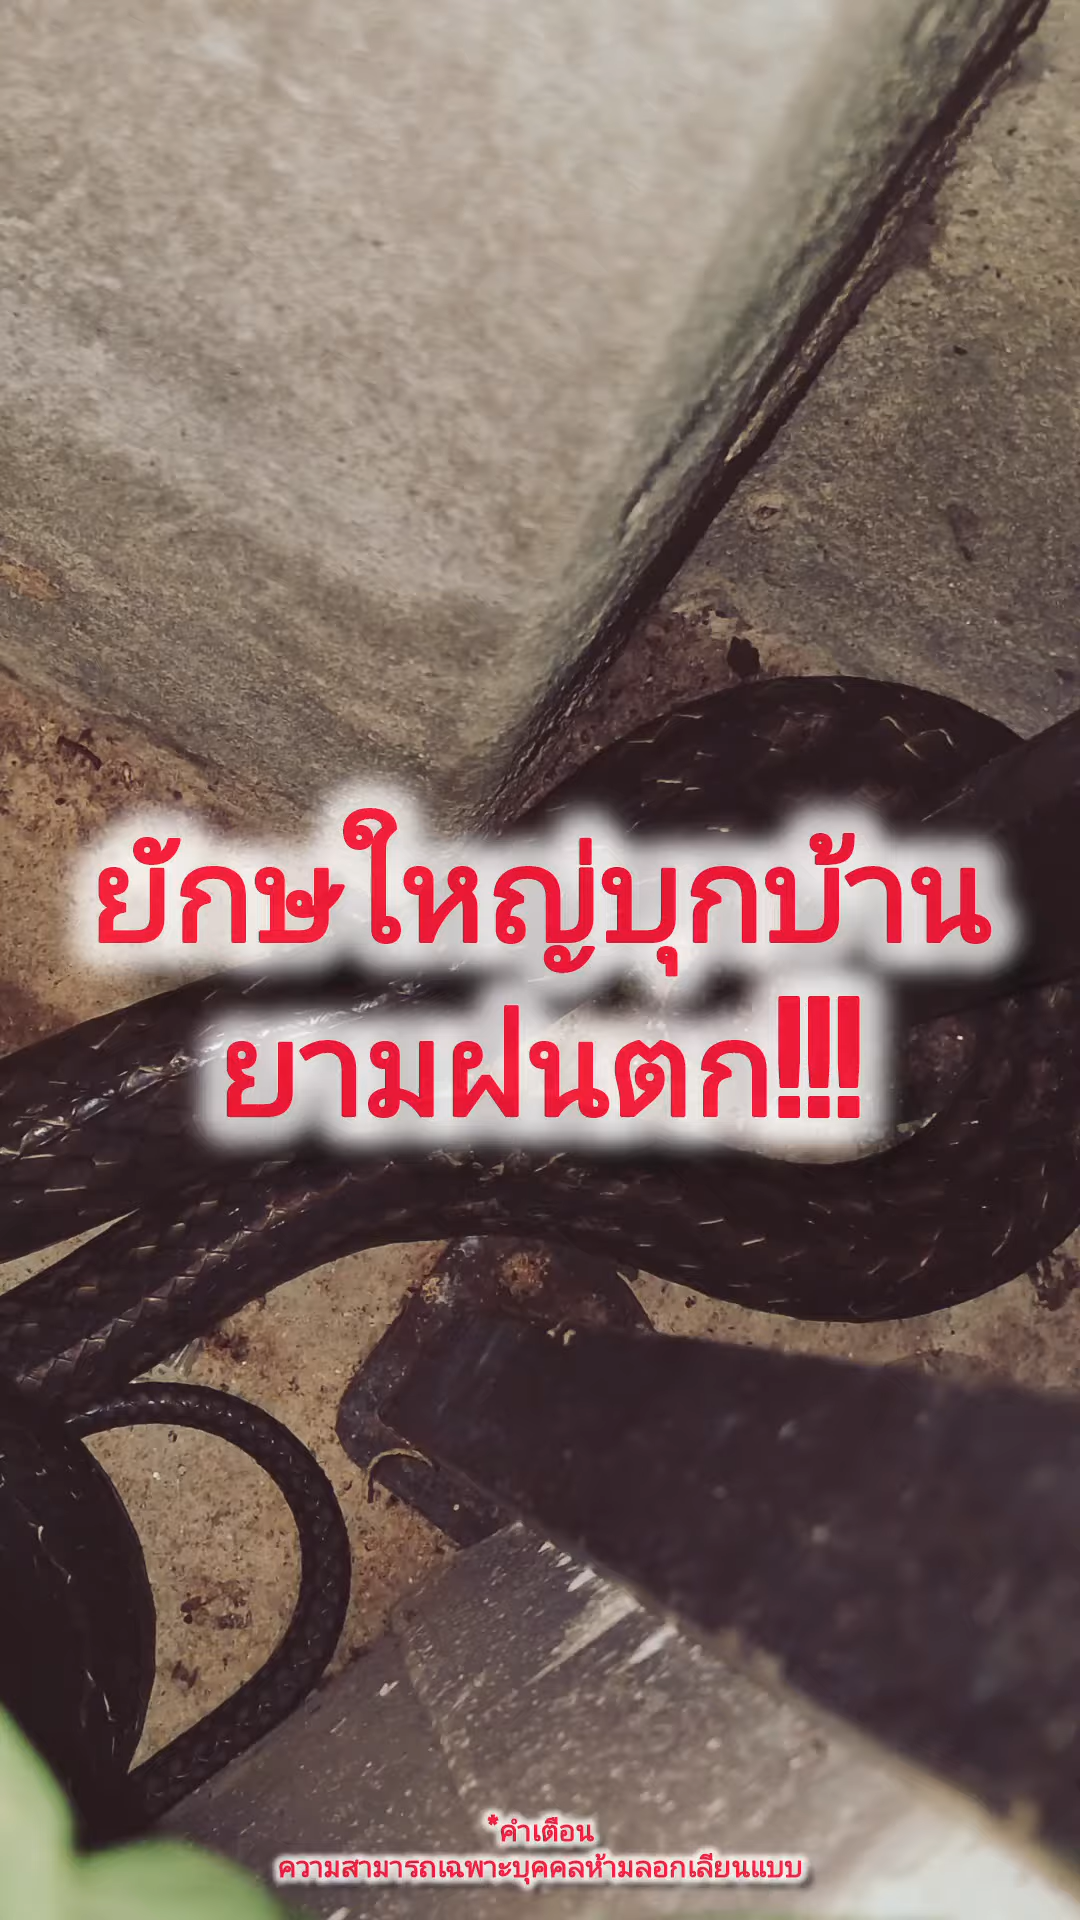 ยักษใหญ่บุกบ้าน
ยามฝนตก!!!
*คำเตือน
ความสามารถเฉพาะบุคคลห้ามลอกเลียนแบบ